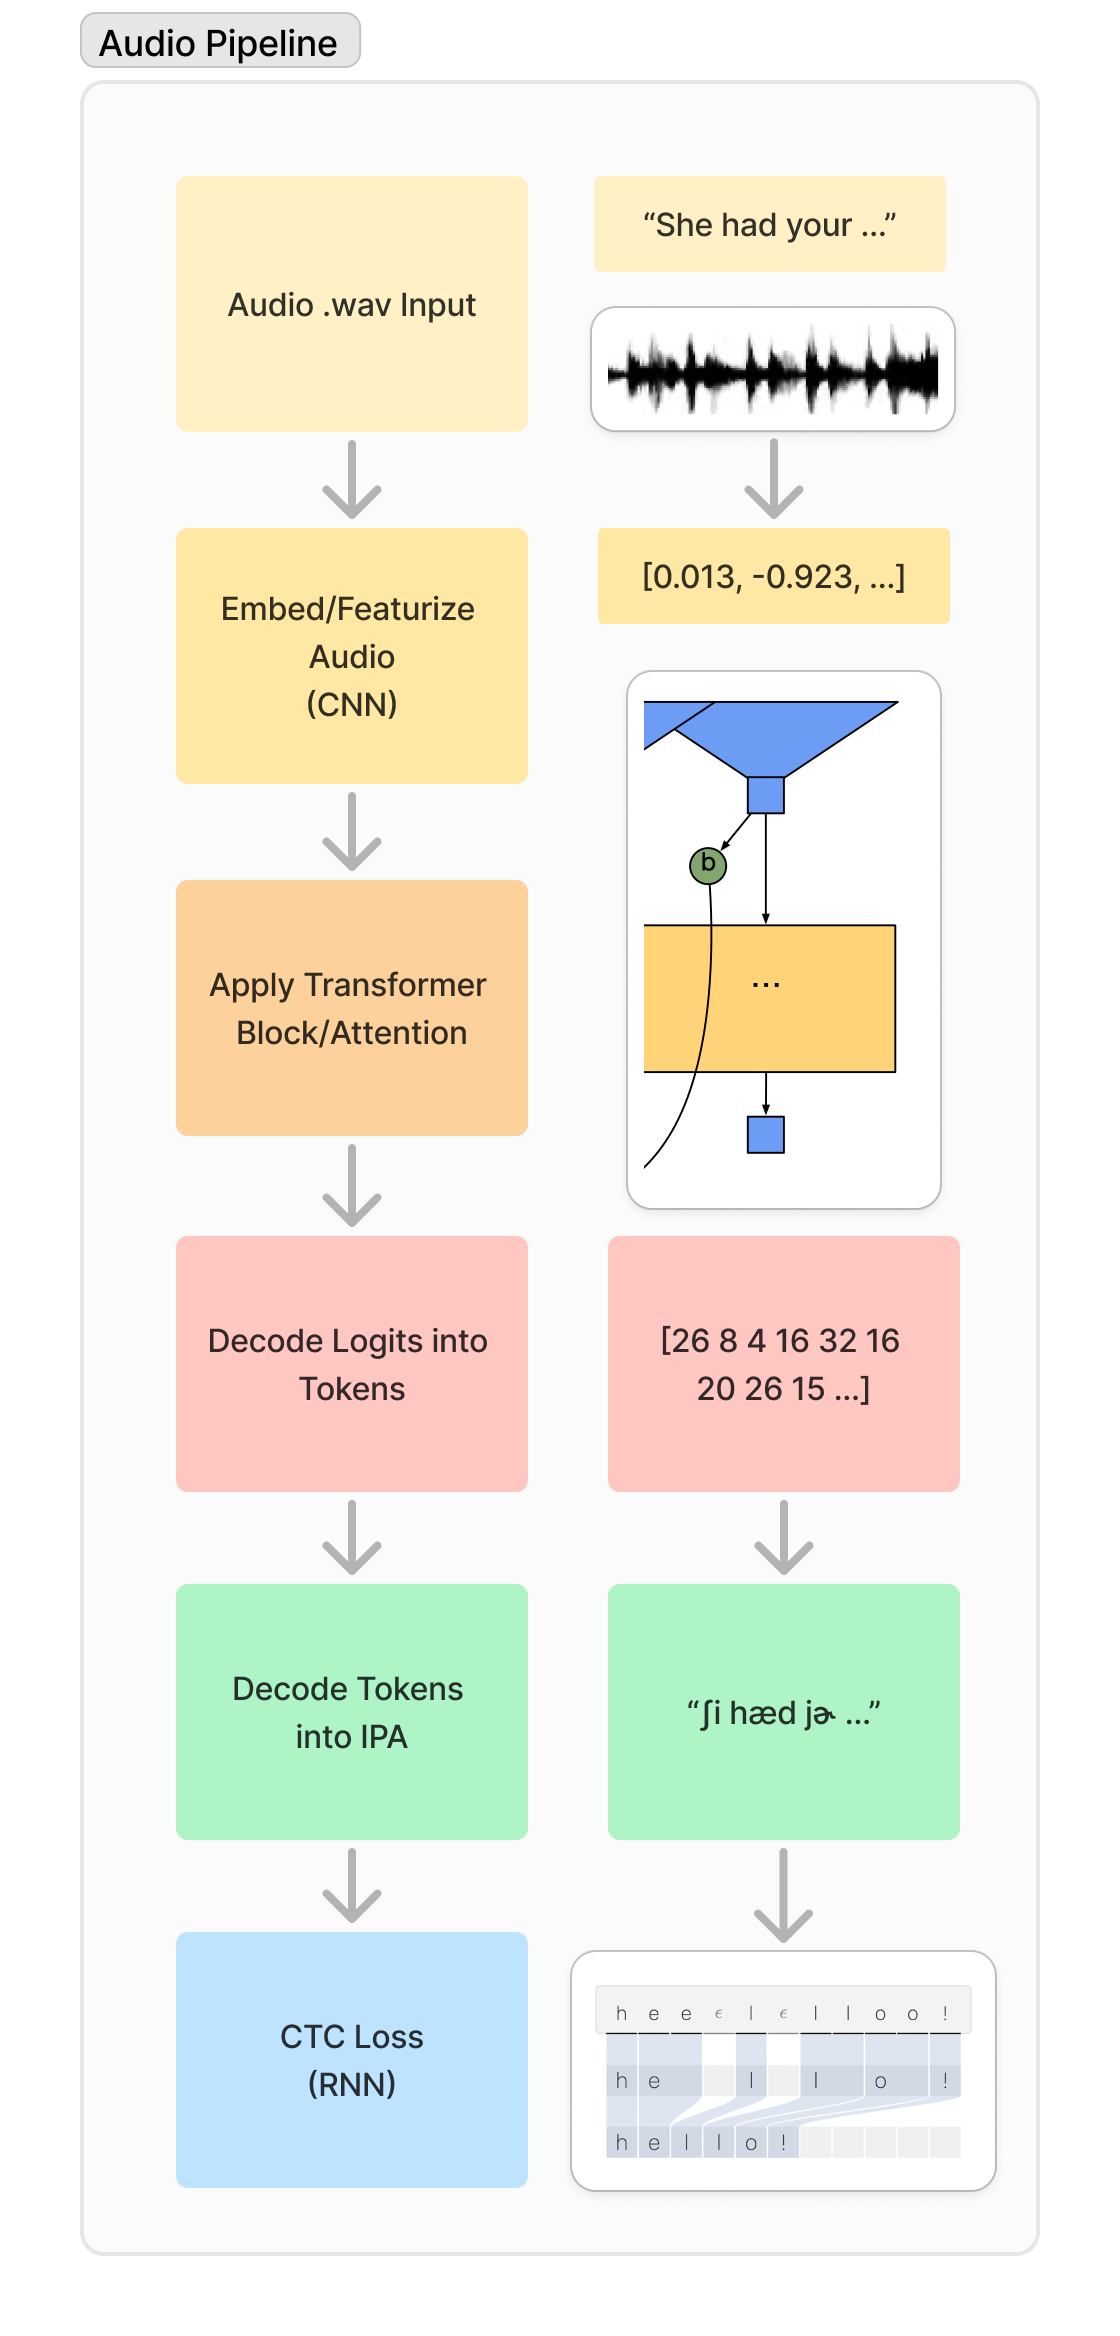 Audio Pipeline
Audio .wav Input
“She had your ...”
Embed/Featurize
Audio
(CNN)
[0.013, -0.923, ...]
b
...
Apply Transformer
Block/Attention
Decode Logits into
Tokens
[26 8 4 16 32 16
20 26 15 ...]
Decode Tokens
into IPA
“ʃi hæd jɚ ...”
CTC Loss
(RNN)
h e e ϵ l ϵ l l o o !
h e l l o !
h e l l o !